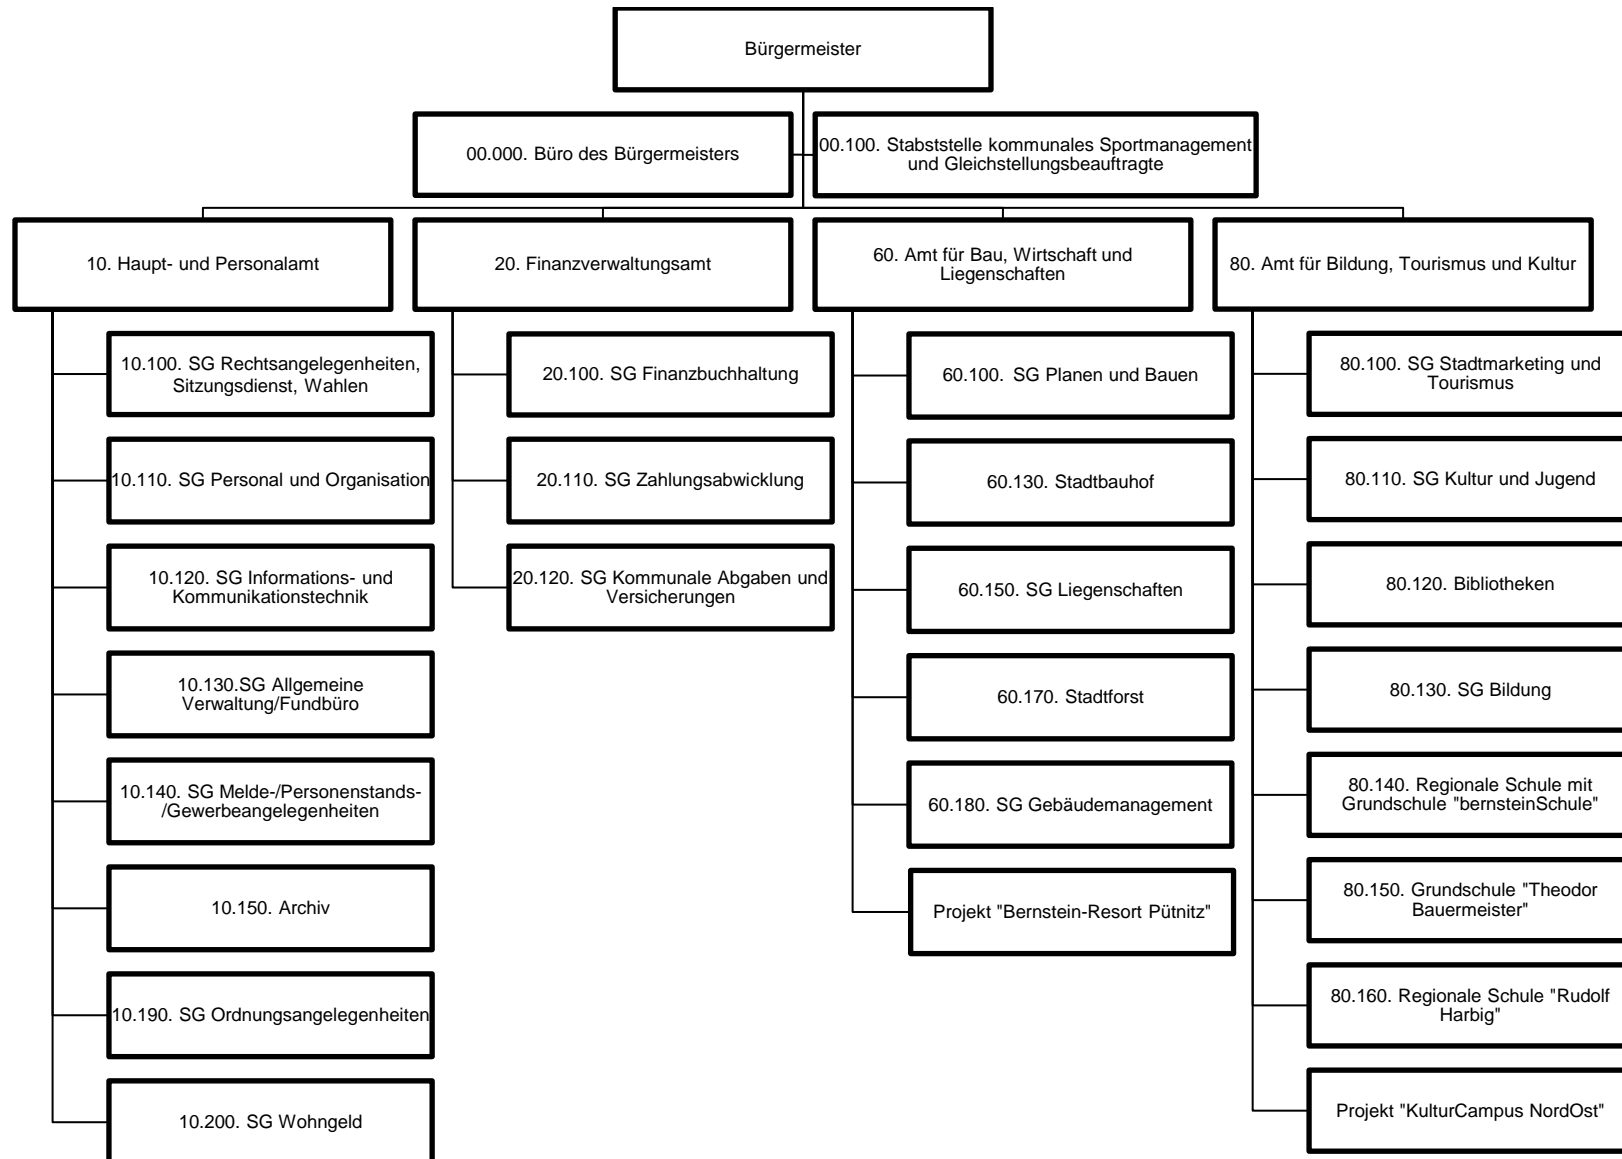 Bürgermeister
00.000. Büro des Bürgermeisters
00.100. Stabststelle kommunales Sportmanagement
und Gleichstellungsbeauftragte
10. Haupt- und Personalamt
20. Finanzverwaltungsamt
60. Amt für Bau, Wirtschaft und
Liegenschaften
80. Amt für Bildung, Tourismus und Kultur
10.100. SG Rechtsangelegenheiten,
Sitzungsdienst, Wahlen
10.110. SG Personal und Organisation
10.120. SG Informations- und
Kommunikationstechnik
10.130.SG Allgemeine
Verwaltung/Fundbüro
10.140. SG Melde-/Personenstands-
/Gewerbeangelegenheiten
10.150. Archiv
10.190. SG Ordnungsangelegenheiten
10.200. SG Wohngeld
20.100. SG Finanzbuchhaltung
20.110. SG Zahlungsabwicklung
20.120. SG Kommunale Abgaben und
Versicherungen
60.100. SG Planen und Bauen
60.130. Stadtbauhof
60.150. SG Liegenschaften
60.170. Stadtforst
60.180. SG Gebäudemanagement
Projekt "Bernstein-Resort Pütnitz"
80.100. SG Stadtmarketing und
Tourismus
80.110. SG Kultur und Jugend
80.120. Bibliotheken
80.130. SG Bildung
80.140. Regionale Schule mit
Grundschule "bernsteinSchule"
80.150. Grundschule "Theodor
Bauermeister"
80.160. Regionale Schule "Rudolf
Harbig"
Projekt "KulturCampus NordOst"